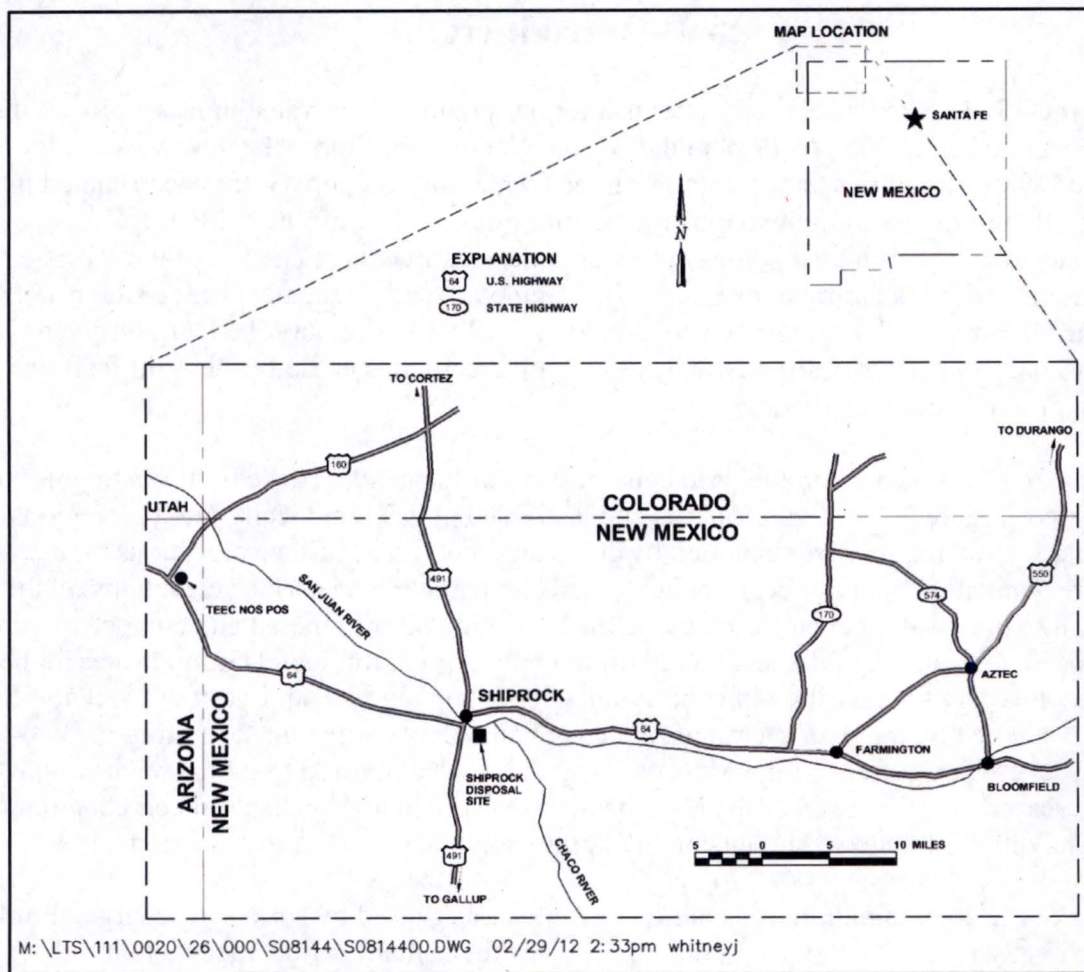 MAP LOCATION
SANTA FE
NEW MEXICO
N
EXPLANATION
64 U.S. HIGHWAY
170 STATE HIGHWAY
TO CORTEZ
TO DURANGO
160
UTAH
COLORADO
NEW MEXICO
491
550
574
SAN JUAN RIVER
TEEC NOS POS
170
64
AZTEC
SHIPROCK
64
FARMINGTON
BLOOMFIELD
SHIPROCK
DISPOSAL
SITE
ARIZONA
NEW MEXICO
CHACO RIVER
491
TO GALLUP
5 0 5 10 MILES
M:\LTS\111\0020\26\000\S08144\S0814400.DWG 02/29/12 2:33pm whitneyj